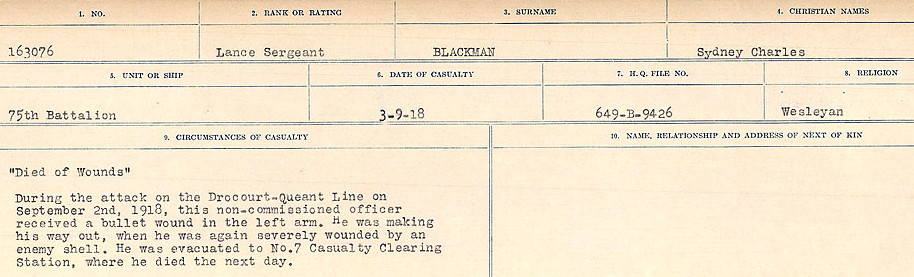 1. NO. 2. RANK OR RATING 3. SURNAME 4. CHRISTIAN NAMES
163076 Lance Sergeant BLACKMAN Sydney Charles
5. UNIT OR SHIP 6. DATE OF CASUALTY 7. H.Q. FILE NO. 8. RELIGION
75th Battalion 3-9-18 649-B-9426 Wesleyan
9. CIRCUMSTANCES OF CASUALTY 10. NAME, RELATIONSHIP AND ADDRESS OF NEXT OF KIN
"Died of Wounds"
During the attack on the Drocourt-Queant Line on
September 2nd, 1918, this non-commissioned officer
received a bullet wound in the left arm. He was making
his way out, when he was again severely wounded by an
enemy shell. He was evacuated to No.7 Casualty Clearing
Station, where he died the next day.